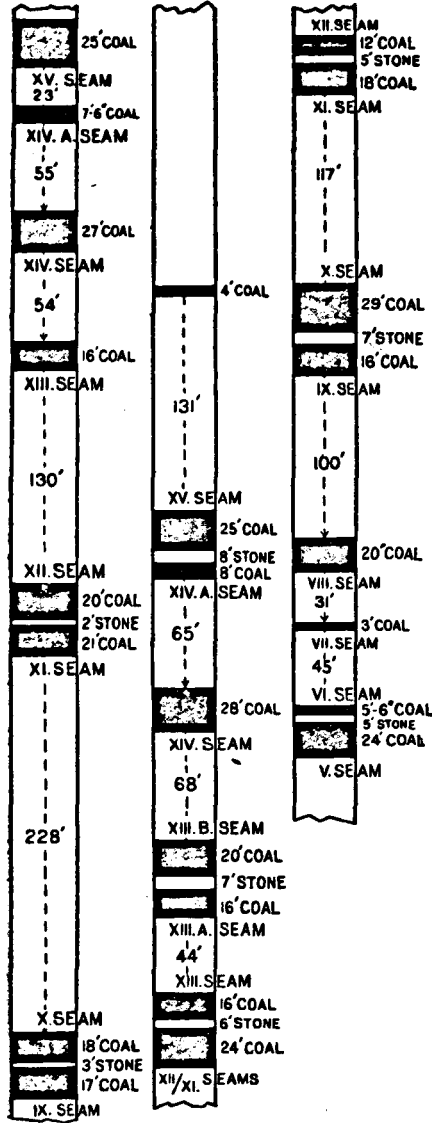 25' COAL
XV. SEAM
23'
7'-6" COAL
XIV. A. SEAM
55'
27' COAL
XIV. SEAM
54'
16' COAL
XIII. SEAM
130'
XII. SEAM
20' COAL
2' STONE
21' COAL
XI. SEAM
228'
X. SEAM
18' COAL
3' STONE
17' COAL
IX. SEAM
4' COAL
131'
XV. SEAM
25' COAL
8' STONE
8' COAL
XIV. A. SEAM
65'
28' COAL
XIV. SEAM
68'
XIII. B. SEAM
20' COAL
7' STONE
16' COAL
XIII. A. SEAM
44'
XIII. SEAM
16' COAL
6' STONE
24' COAL
XII/XI. SEAMS
XII. SEAM
12' COAL
5' STONE
18' COAL
XI. SEAM
117'
X. SEAM
29' COAL
7' STONE
16' COAL
IX. SEAM
100'
20" COAL
VIII. SEAM
31'
3' COAL
VII. SEAM
45'
VI. SEAM
5'-6" COAL
5' STONE
24' COAL
V. SEAM